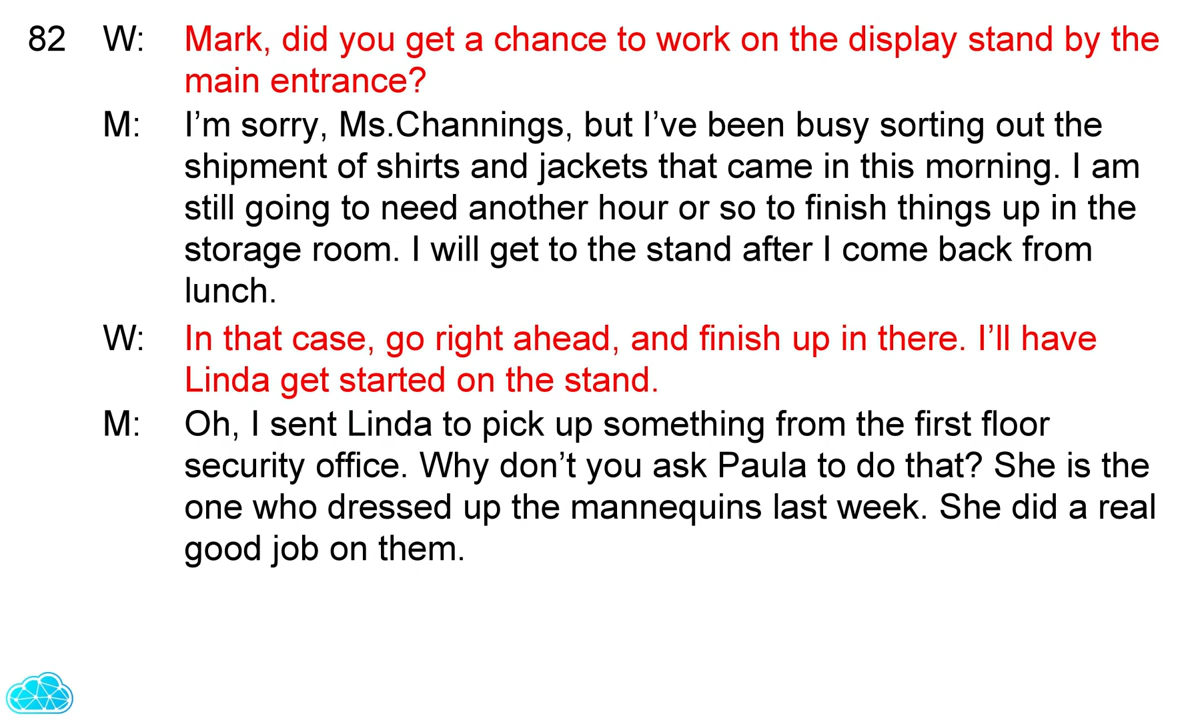 82 W: Mark, did you get a chance to work on the display stand by the
main entrance?
M: I’m sorry, Ms.Channings, but I’ve been busy sorting out the
shipment of shirts and jackets that came in this morning. I am
still going to need another hour or so to finish things up in the
storage room. I will get to the stand after I come back from
lunch.
W: In that case, go right ahead, and finish up in there. I’ll have
Linda get started on the stand.
M: Oh, I sent Linda to pick up something from the first floor
security office. Why don’t you ask Paula to do that? She is the
one who dressed up the mannequins last week. She did a real
good job on them.